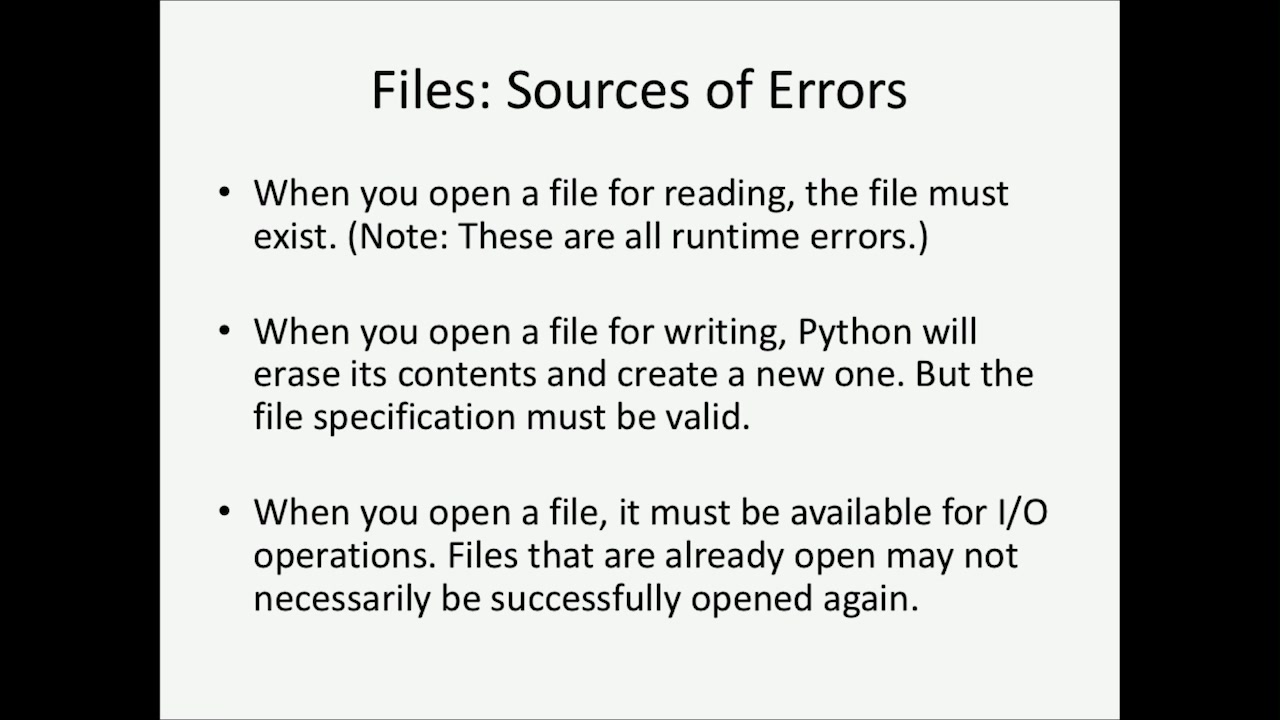 Files: Sources of Errors
• When you open a file for reading, the file must
exist. (Note: These are all runtime errors.)
• When you open a file for writing, Python will
erase its contents and create a new one. But the
file specification must be valid.
• When you open a file, it must be available for I/O
operations. Files that are already open may not
necessarily be successfully opened again.